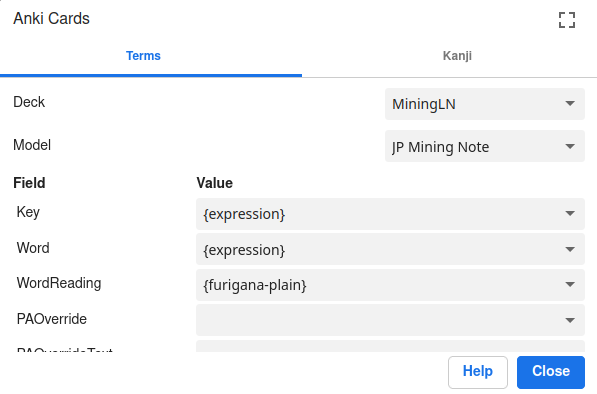 Anki Cards
Terms Kanji
Deck MiningLN
Model JP Mining Note
Field Value
Key {expression}
Word {expression}
WordReading {furigana-plain}
PAOverride
PAOverrideText
Help Close